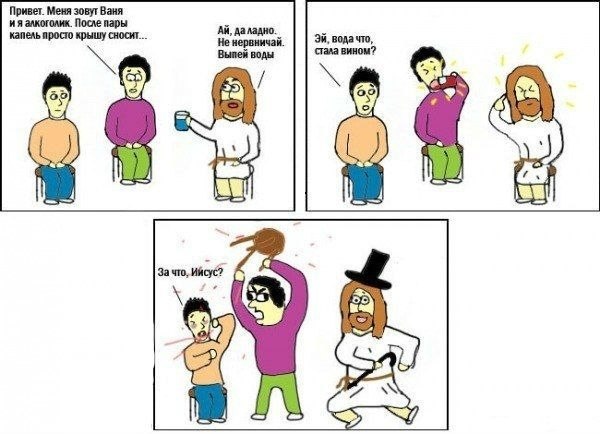 Привет. Меня зовут Ваня
и я алкоголик. После пары
капель просто крышу сносит...
Ай, да ладно.
Не нервничай.
Выпей воды
Эй, вода что,
стала вином?
За что, Ийсус?